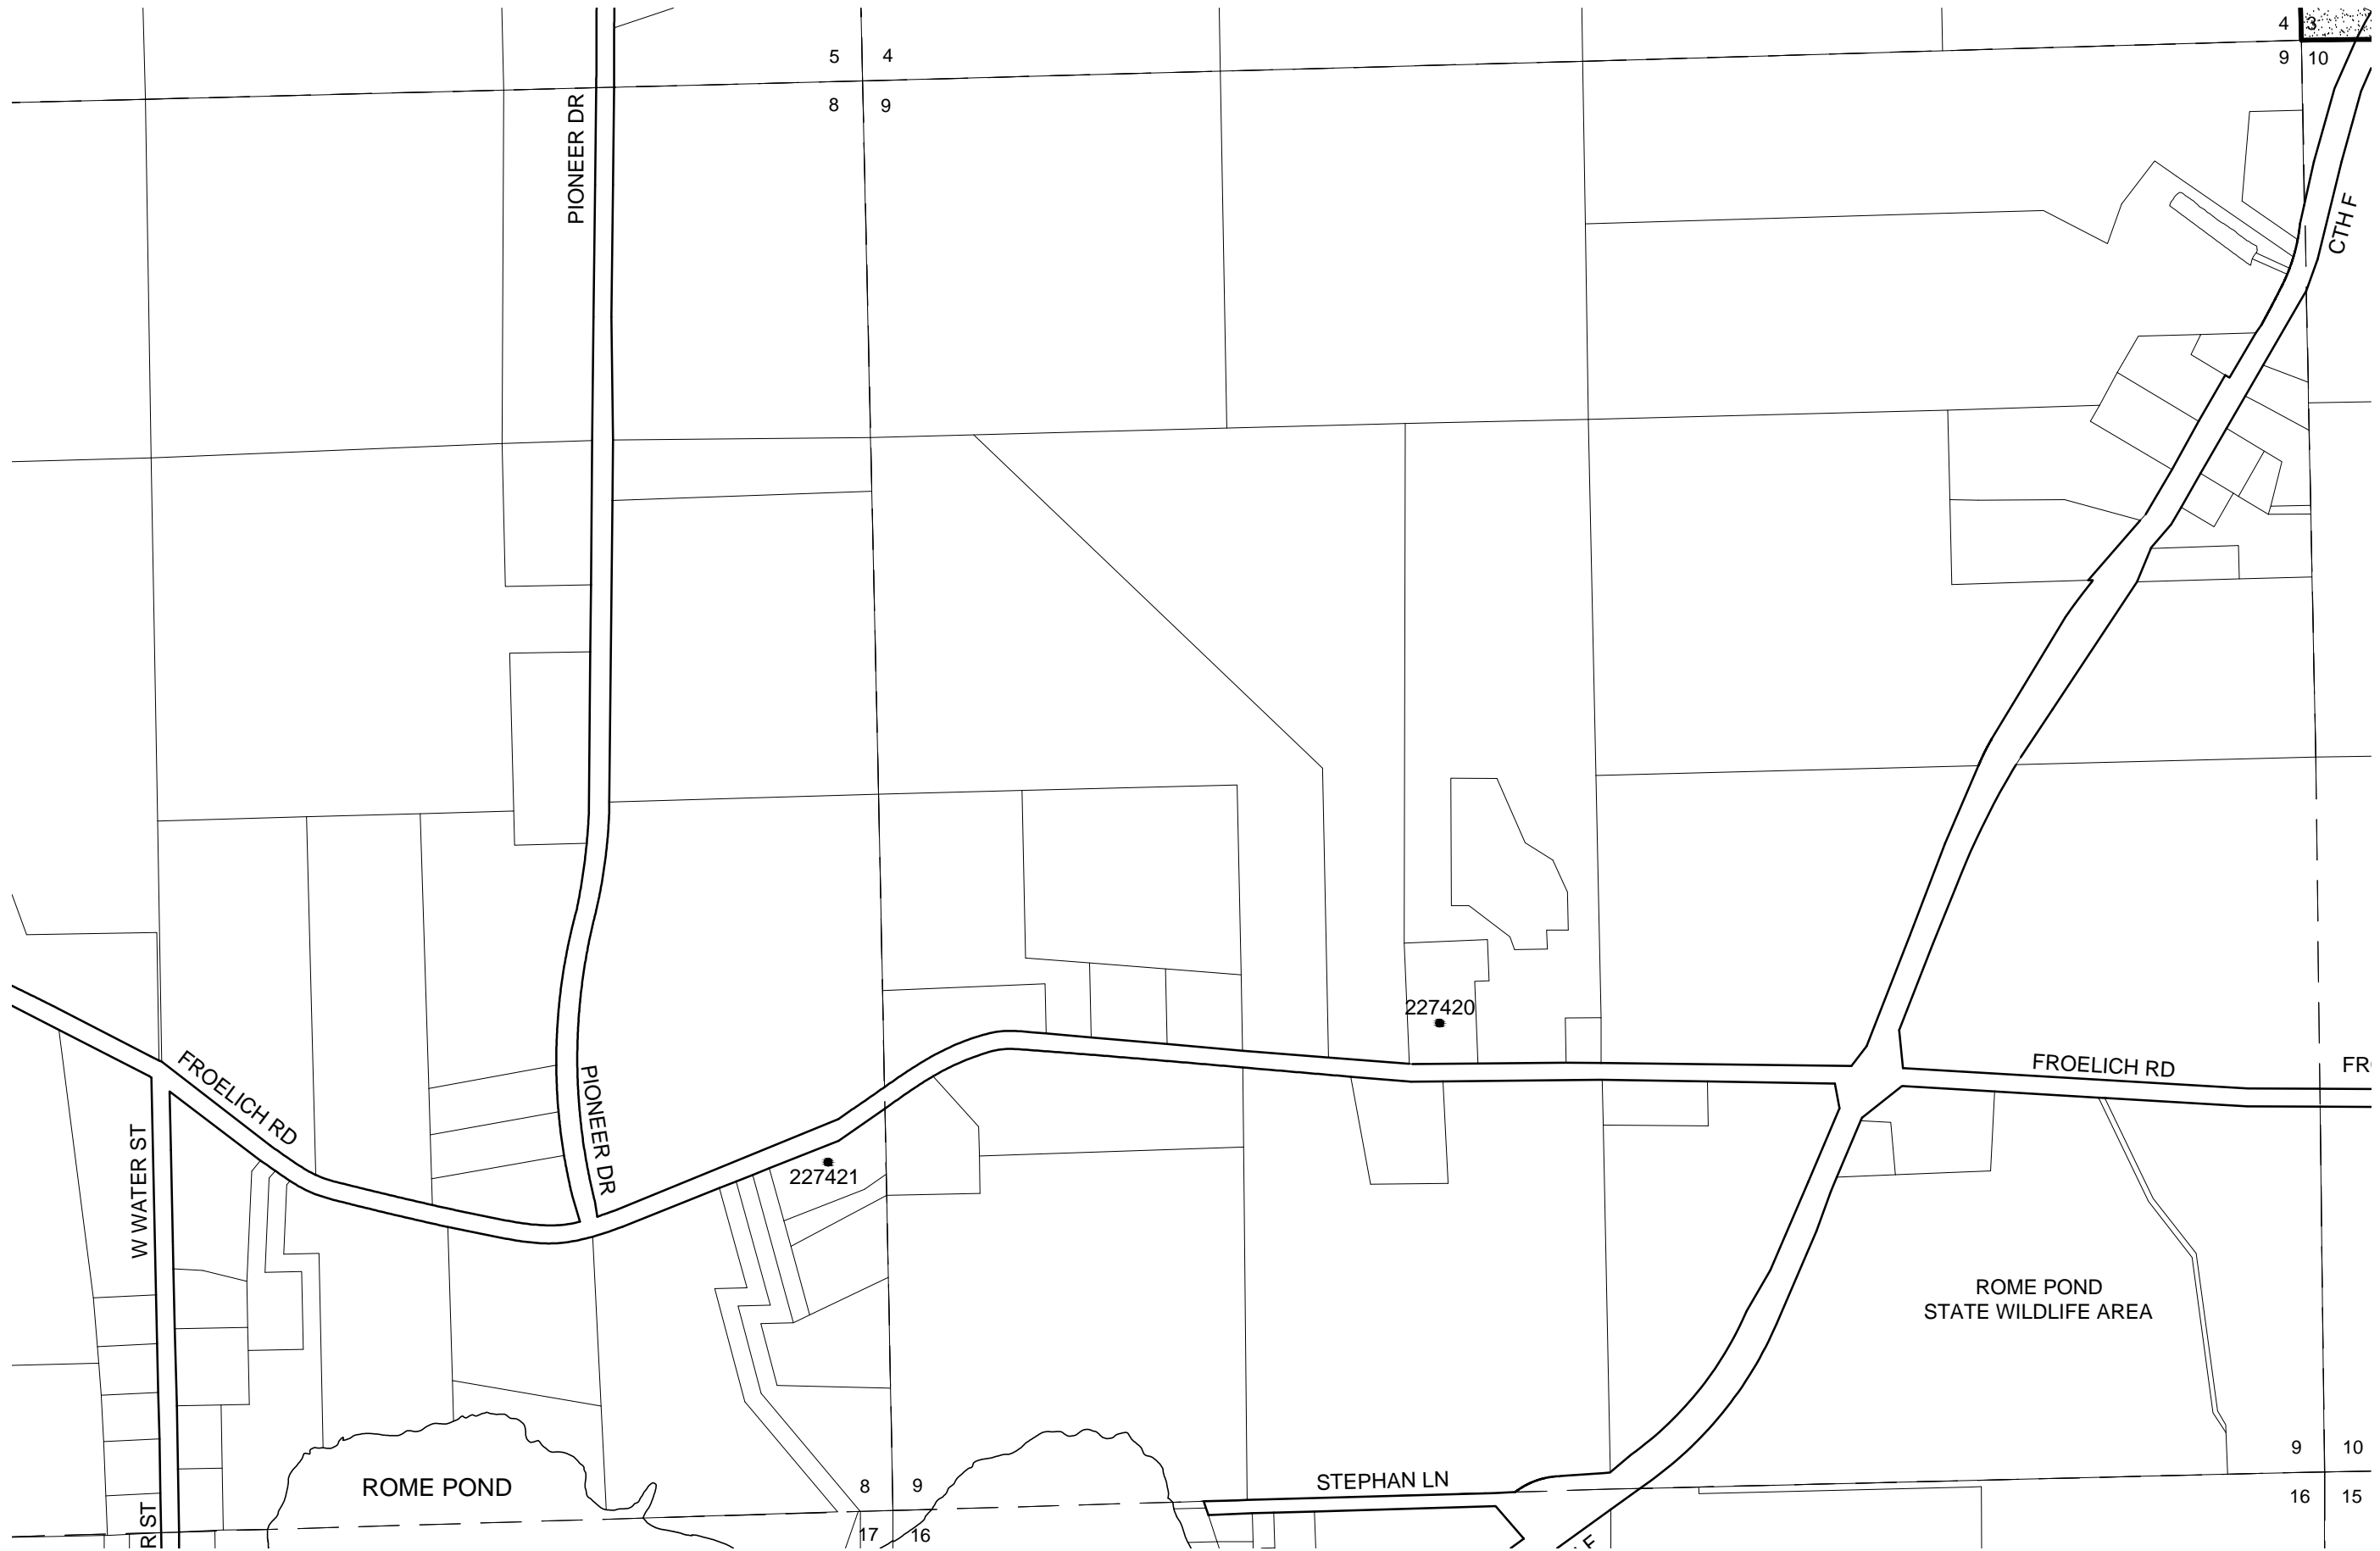 5 4
4 3
9 10
8 9
PIONEER DR
CTH F
227420
FROELICH RD
FROELICH RD
FR
PIONEER DR
W WATER ST
227421
ROME POND
STATE WILDLIFE AREA
9 10
ROME POND
8 9
STEPHAN LN
16 15
R ST
17 16
F